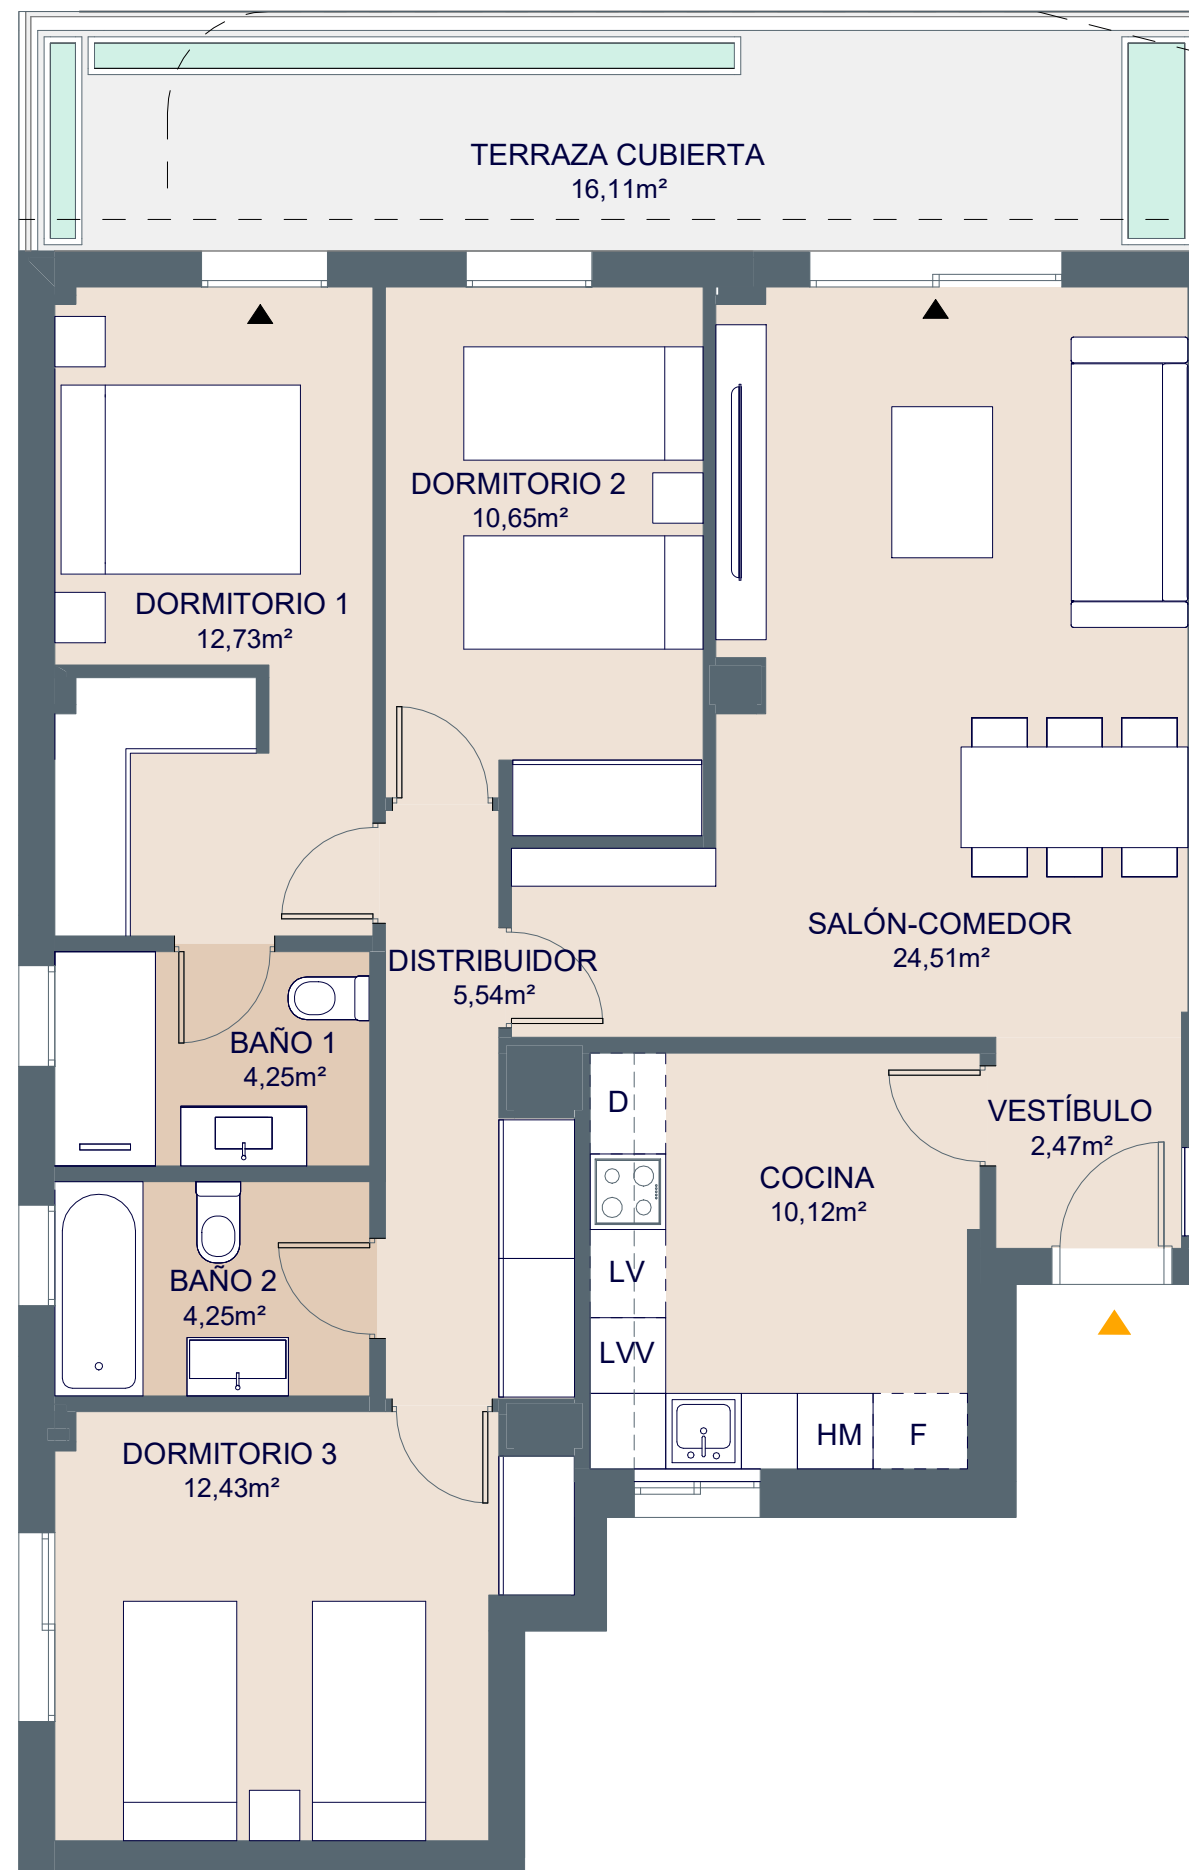 TERRAZA CUBIERTA
16,11m²
DORMITORIO 2
10,65m²
DORMITORIO 1
12,73m²
SALÓN-COMEDOR
24,51m²
DISTRIBUIDOR
5,54m²
BAÑO 1
4,25m²
D
VESTÍBULO
2,47m²
COCINA
10,12m²
LV
BAÑO 2
4,25m²
LVV
HM
F
DORMITORIO 3
12,43m²